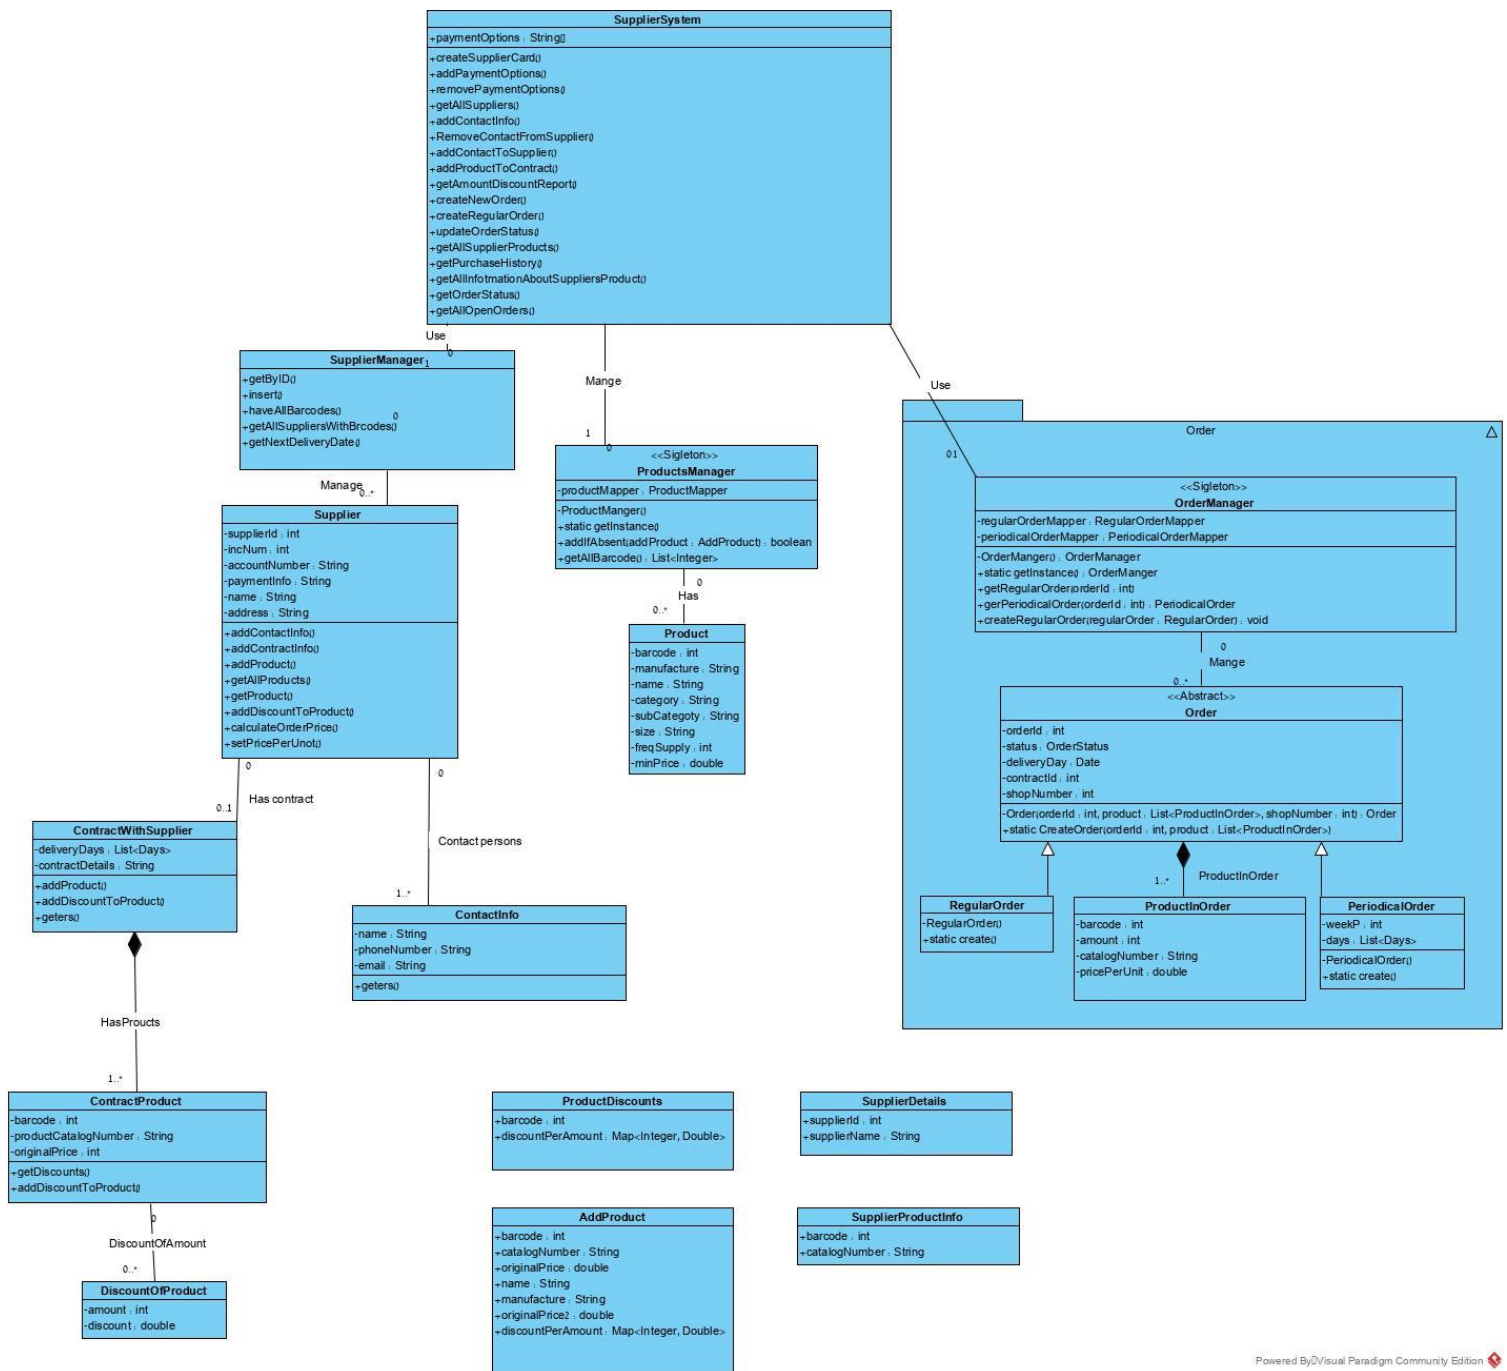 SupplierSystem
+paymentOptions : String[]
+createSupplierCard()
+addPaymentOptions()
+removePaymentOptions()
+getAllSuppliers()
+addContactInfo()
+RemoveContactFromSupplier()
+addContactToSupplier()
+addProductToContract()
+getAmountDiscountReport()
+createNewOrder()
+createRegularOrder()
+updateOrderStatus()
+getAllSupplierProducts()
+getPurchaseHistory()
+getAllInfotmationAboutSuppliersProduct()
+getOrderStatus()
+getAllOpenOrders()
Use
0
1
SupplierManager
+getByID()
+insert()
+haveAllBarcodes()
+getAllSuppliersWithBrcodes()
+getNextDeliveryDate()
0
Manage
0..*
Supplier
-supplierId : int
-incNum : int
-accountNumber : String
-paymentInfo : String
-name : String
-address : String
+addContactInfo()
+addContractInfo()
+addProduct()
+getAllProducts()
+getProduct()
+addDiscountToProduct()
+calculateOrderPrice()
+setPricePerUnot()
0
Has contract
0..1
0
Contact persons
1..*
ContractWithSupplier
-deliveryDays : List<Days>
-contractDetails : String
+addProduct()
+addDiscountToProduct()
+geters()
ContactInfo
-name : String
-phoneNumber : String
-email : String
+geters()
HasProucts
1..*
ContractProduct
-barcode : int
-productCatalogNumber : String
-originalPrice : int
+getDiscounts()
+addDiscountToProduct()
0
DiscountOfAmount
0..*
DiscountOfProduct
-amount : int
-discount : double
Mange
1
0
<<Sigleton>>
ProductsManager
-productMapper : ProductMapper
-ProductManger()
+static getInstance()
+addIfAbsent(addProduct : AddProduct) : boolean
+getAllBarcode() : List<Integer>
0
Has
0..*
Product
-barcode : int
-manufacture : String
-name : String
-category : String
-subCategoty : String
-size : String
-freqSupply : int
-minPrice : double
Use
01
Order
<<Sigleton>>
OrderManager
-regularOrderMapper : RegularOrderMapper
-periodicalOrderMapper : PeriodicalOrderMapper
-OrderManger() : OrderManager
+static getInstance() : OrderManger
+getRegularOrder(orderId : int)
+gerPeriodicalOrder(orderId : int) : PeriodicalOrder
+createRegularOrder(regularOrder : RegularOrder) : void
0
Mange
0..*
<<Abstract>>
Order
-orderId : int
-status : OrderStatus
-deliveryDay : Date
-contractId : int
-shopNumber : int
-Order(orderId : int, product : List<ProductInOrder>, shopNumber : int) : Order
+static CreateOrder(orderId : int, product : List<ProductInOrder>)
1..*
ProductInOrder
RegularOrder
-RegularOrder()
+static create()
ProductInOrder
-barcode : int
-amount : int
-catalogNumber : String
-pricePerUnit : double
PeriodicalOrder
-weekP : int
-days : List<Days>
-PeriodicalOrder()
+static create()
ProductDiscounts
+barcode : int
+discountPerAmount : Map<Integer, Double>
SupplierDetails
+supplierId : int
+supplierName : String
AddProduct
+barcode : int
+catalogNumber : String
+originalPrice : double
+name : String
+manufacture : String
+originalPrice2 : double
+discountPerAmount : Map<Integer, Double>
SupplierProductInfo
+barcode : int
+catalogNumber : String
Powered By Visual Paradigm Community Edition